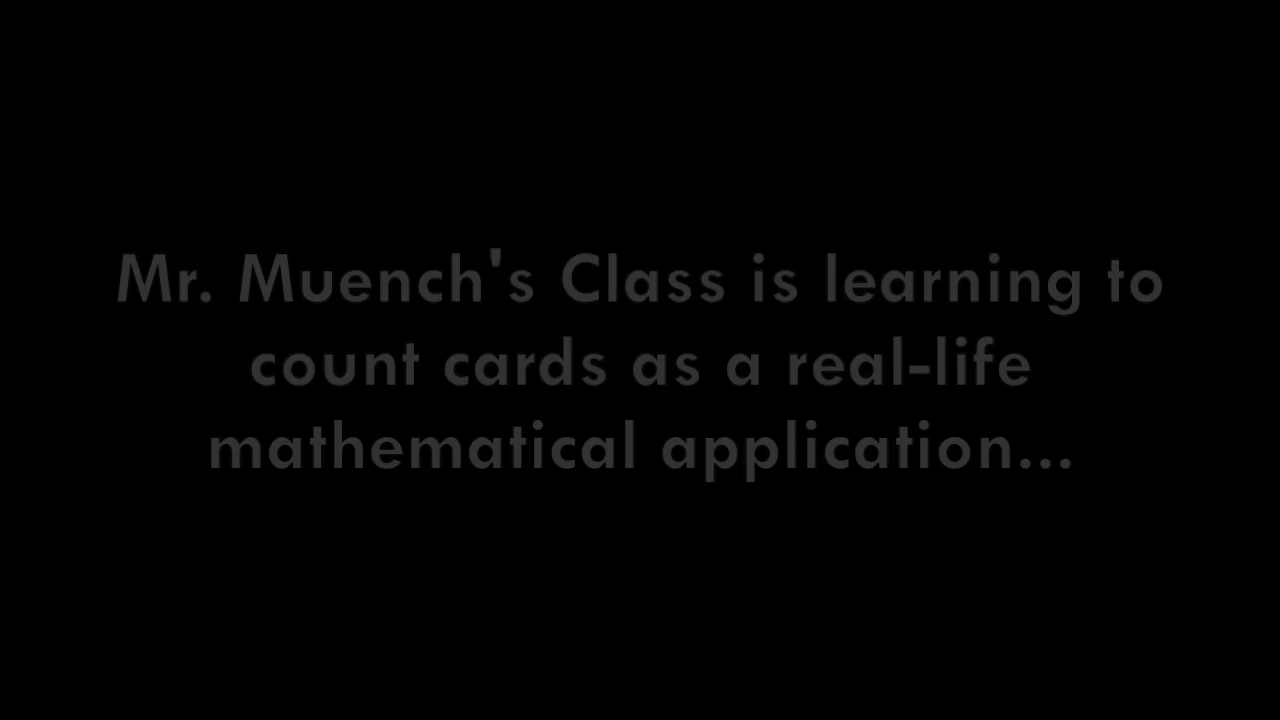 Mr. Muench's Class is learning to
count cards as a real-life
mathematical application...